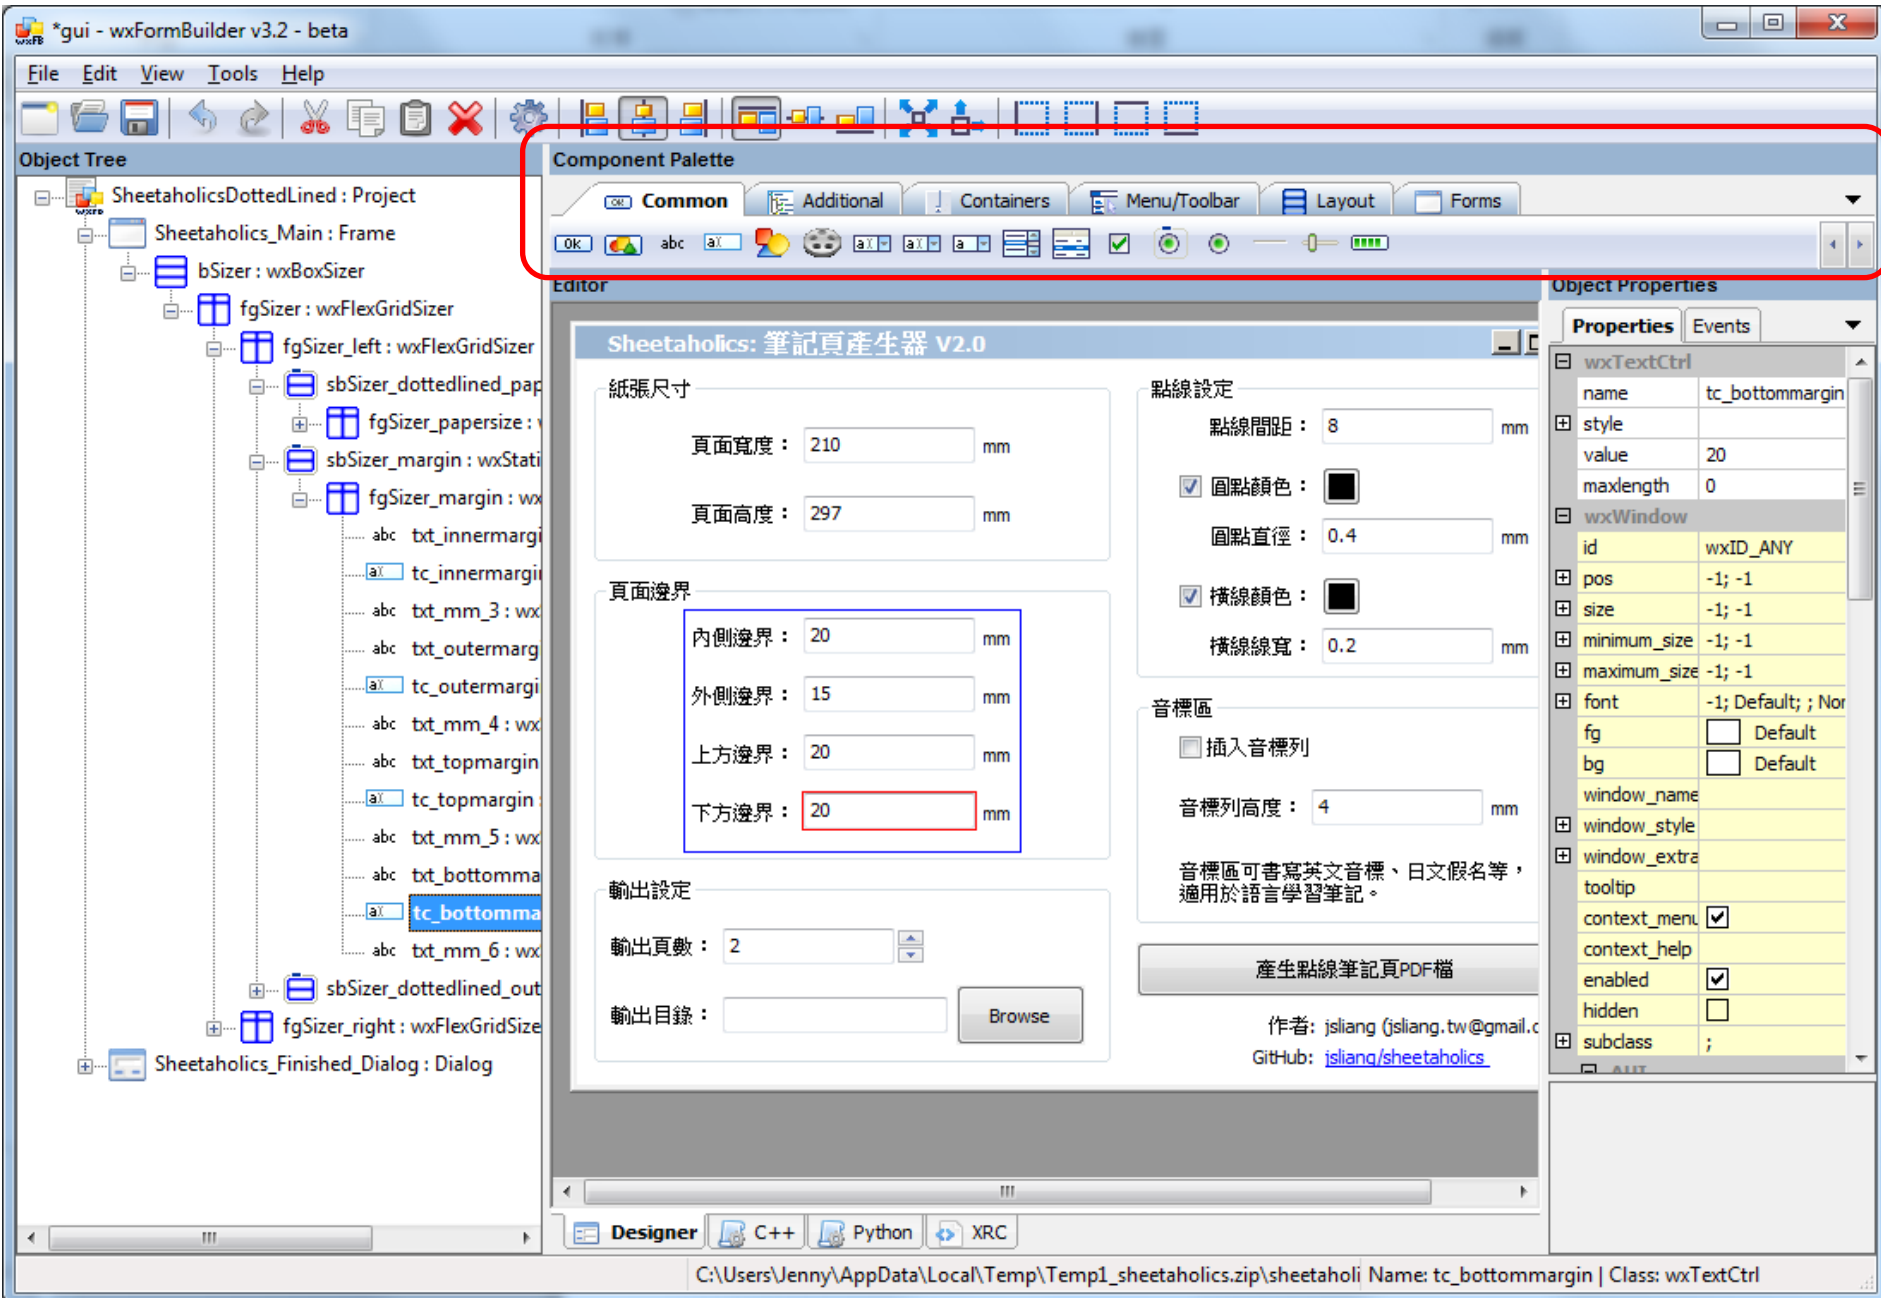 *gui - wxFormBuilder v3.2 - beta
File Edit View Tools Help
Object Tree
SheetaholicsDottedLined : Project
Sheetaholics_Main : Frame
bSizer : wxBoxSizer
fgSizer : wxFlexGridSizer
fgSizer_left : wxFlexGridSizer
sbSizer_dottedlined_pap
fgSizer_papersize :
sbSizer_margin : wxStati
fgSizer_margin : wx
abc txt_innermargi
tc_innermargi
abc txt_mm_3 : wx
abc txt_outermarg
tc_outermargi
abc txt_mm_4 : wx
abc txt_topmargin
tc_topmargin :
abc txt_mm_5 : wx
abc txt_bottomma
tc_bottomma
abc txt_mm_6 : wx
sbSizer_dottedlined_out
fgSizer_right : wxFlexGridSize
Sheetaholics_Finished_Dialog : Dialog
Component Palette
Common Additional Containers Menu/Toolbar Layout Forms
OK abc
Editor
Sheetaholics: 筆記頁產生器 V2.0
紙張尺寸
頁面寬度： 210 mm
頁面高度： 297 mm
頁面邊界
內側邊界： 20 mm
外側邊界： 15 mm
上方邊界： 20 mm
下方邊界： 20 mm
輸出設定
輸出頁數： 2
輸出目錄： Browse
點線設定
點線間距： 8 mm
圓點顏色：
圓點直徑： 0.4 mm
橫線顏色：
橫線線寬： 0.2 mm
音標區
插入音標列
音標列高度： 4 mm
音標區可書寫英文音標、日文假名等，
適用於語言學習筆記。
產生點線筆記頁PDF檔
作者: jsliang (jsliang.tw@gmail.c
GitHub: jsliang/sheetaholics
Designer C++ Python XRC
Object Properties
Properties Events
wxTextCtrl
name tc_bottommargin
style
value 20
maxlength 0
wxWindow
id wxID_ANY
pos -1; -1
size -1; -1
minimum_size -1; -1
maximum_size -1; -1
font -1; Default; ; Nor
fg Default
bg Default
window_name
window_style
window_extra
tooltip
context_menu
context_help
enabled
hidden
subclass ;
AUI
C:\Users\Jenny\AppData\Local\Temp\Temp1_sheetaholics.zip\sheetaholi Name: tc_bottommargin | Class: wxTextCtrl